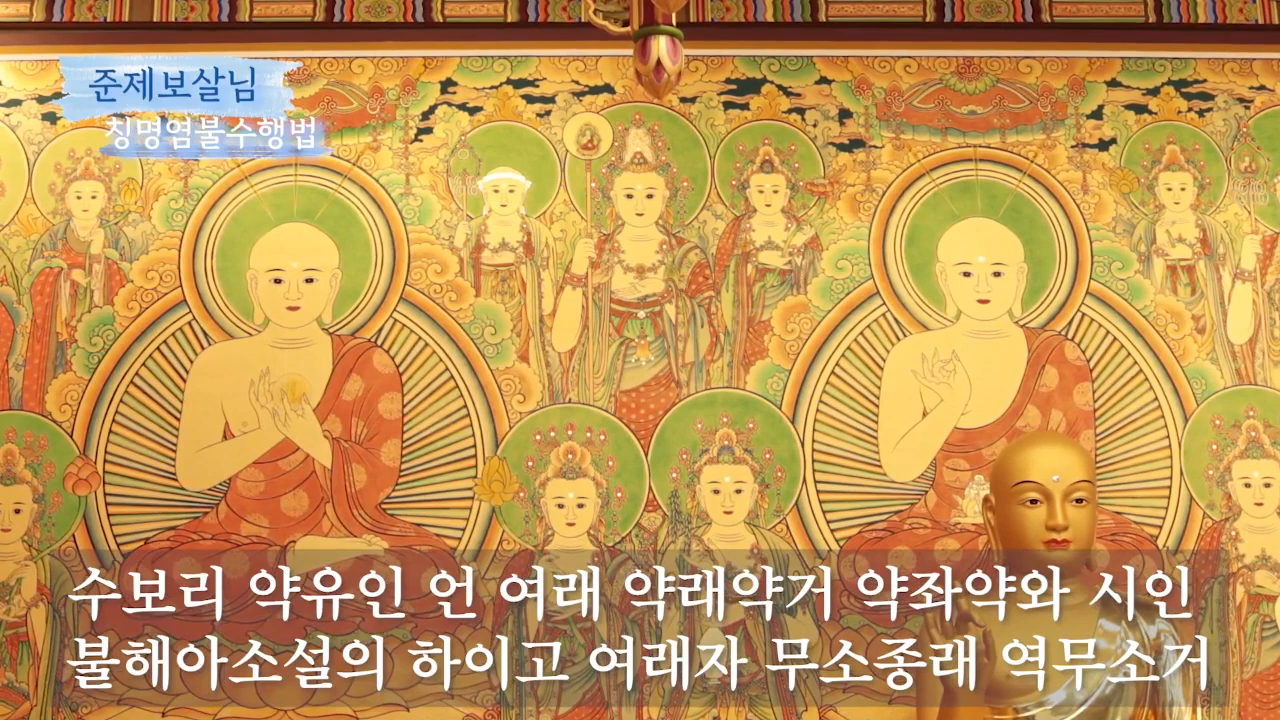 준제보살님
칭명염불수행법
수보리 약유인 언 여래 약래약거 약좌약와 시인
불해아소설의 하이고 여래자 무소종래 역무소거